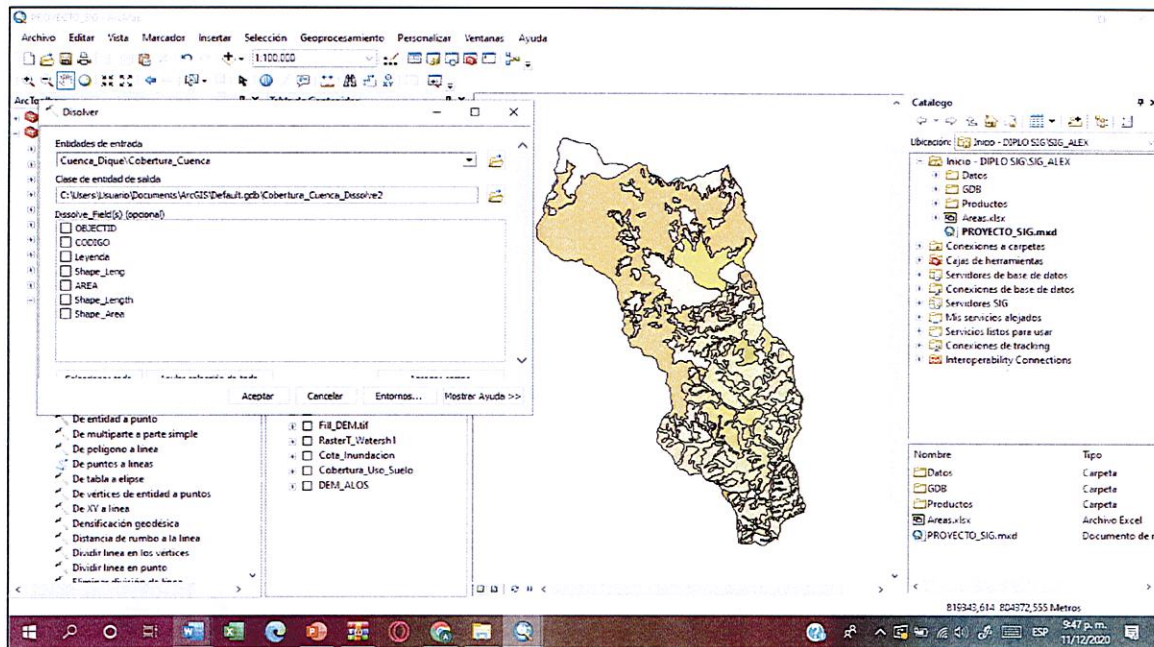 PROYECTO_SIG - ArcMap
Archivo Editar Vista Marcador Insertar Selección Geoprocesamiento Personalizar Ventanas Ayuda
1:100.000
Disolver
Entidades de entrada
Cuenca_Dique\Cobertura_Cuenca
Clase de entidad de salida
C:\Users\Usuario\Documents\ArcGIS\Default.gdb\Cobertura_Cuenca_Dissolve2
Dissolve_Field(s) (opcional)
OBJECTID
CODIGO
Leyenda
Shape_Leng
AREA
Shape_Length
Shape_Area
Aceptar Cancelar Entornos... Mostrar Ayuda >>
De entidad a punto
De multiparte a parte simple
De polígono a línea
De puntos a líneas
De tabla a elipse
De vértices de entidad a puntos
De XY a línea
Densificación geodésica
Distancia de rumbo a la línea
Dividir línea en los vértices
Dividir línea en punto
Fill_DEM.tif
RasterT_Watersh1
Cota_Inundacion
Cobertura_Uso_Suelo
DEM_ALOS
Catalogo
Ubicación: Inicio - DIPLO SIG\SIG_ALEX
Inicio - DIPLO SIG\SIG_ALEX
Datos
GDB
Productos
Areas.xlsx
PROYECTO_SIG.mxd
Conexiones a carpetas
Cajas de herramientas
Servidores de base de datos
Conexiones de base de datos
Servidores SIG
Mis servicios alojados
Servicios listos para usar
Conexiones de tracking
Interoperability Connections
Nombre Tipo
Datos Carpeta
GDB Carpeta
Productos Carpeta
Areas.xlsx Archivo Excel
PROYECTO_SIG.mxd Documento de
819343,614 804372,555 Metros
ESP
9:47 p. m.
11/12/2020